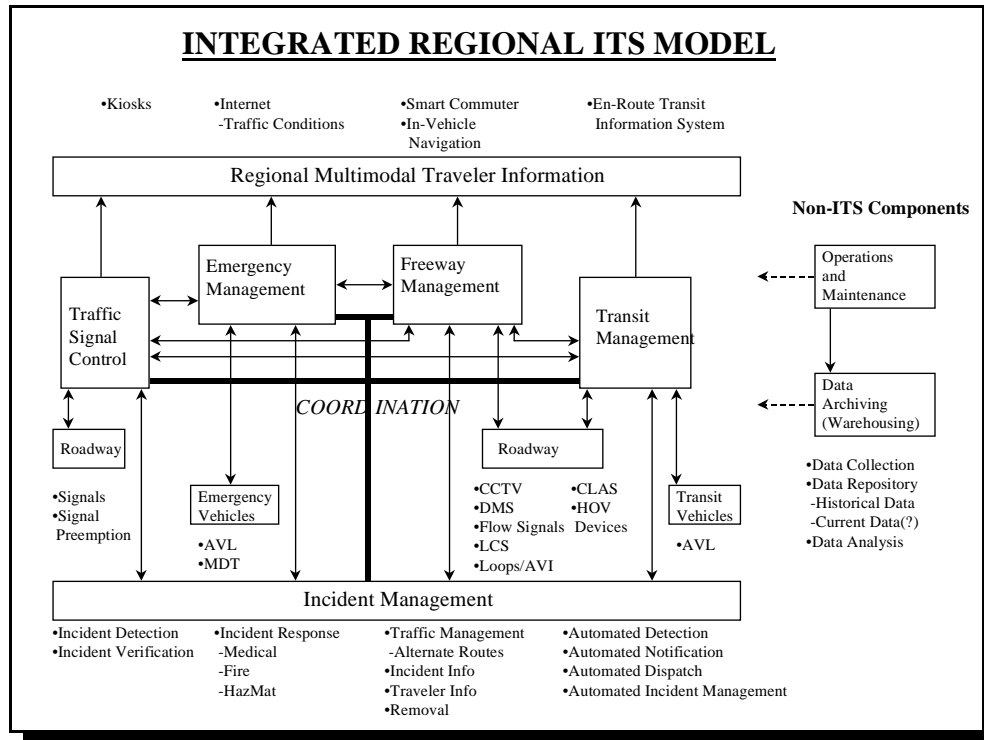 INTEGRATED REGIONAL ITS MODEL
•Kiosks
•Internet
-Traffic Conditions
•Smart Commuter
•In-Vehicle
Navigation
•En-Route Transit
Information System
Regional Multimodal Traveler Information
Non-ITS Components
Traffic
Signal
Control
Emergency
Management
Freeway
Management
Transit
Management
Operations
and
Maintenance
Data
Archiving
(Warehousing)
•Data Collection
•Data Repository
-Historical Data
-Current Data(?)
•Data Analysis
COORDINATION
Roadway
•Signals
•Signal
Preemption
Emergency
Vehicles
•AVL
•MDT
Roadway
•CCTV
•DMS
•Flow Signals
•LCS
•Loops/AVI
•CLAS
•HOV
Devices
Transit
Vehicles
•AVL
Incident Management
•Incident Detection
•Incident Verification
•Incident Response
-Medical
-Fire
-HazMat
•Traffic Management
-Alternate Routes
•Incident Info
•Traveler Info
•Removal
•Automated Detection
•Automated Notification
•Automated Dispatch
•Automated Incident Management